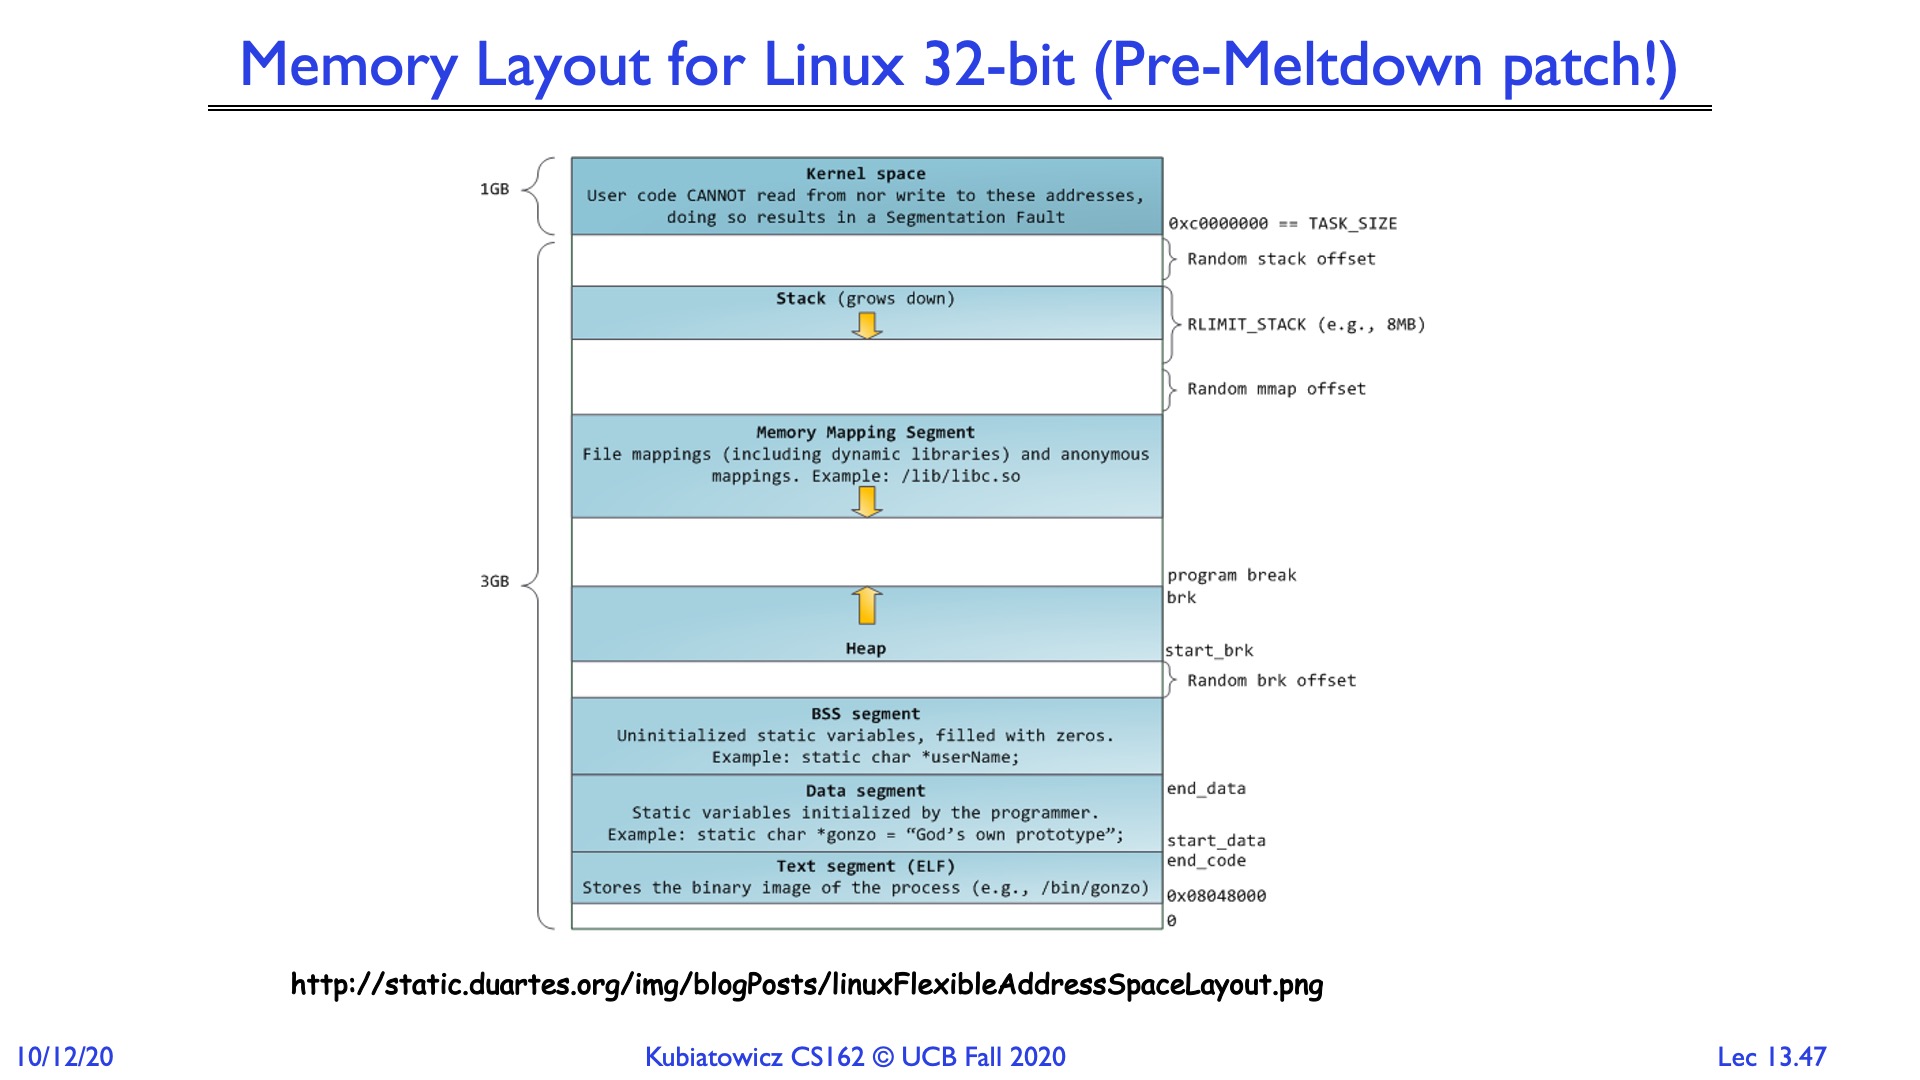 Memory Layout for Linux 32-bit (Pre-Meltdown patch!)
1GB
Kernel space
User code CANNOT read from nor write to these addresses,
doing so results in a Segmentation Fault
0xc0000000 == TASK_SIZE
Random stack offset
Stack (grows down)
RLIMIT_STACK (e.g., 8MB)
Random mmap offset
Memory Mapping Segment
File mappings (including dynamic libraries) and anonymous
mappings. Example: /lib/libc.so
3GB
program break
brk
Heap
start_brk
Random brk offset
BSS segment
Uninitialized static variables, filled with zeros.
Example: static char *userName;
Data segment
Static variables initialized by the programmer.
Example: static char *gonzo = “God’s own prototype”;
end_data
start_data
end_code
Text segment (ELF)
Stores the binary image of the process (e.g., /bin/gonzo)
0x08048000
0
http://static.duartes.org/img/blogPosts/linuxFlexibleAddressSpaceLayout.png
10/12/20
Kubiatowicz CS162 © UCB Fall 2020
Lec 13.47